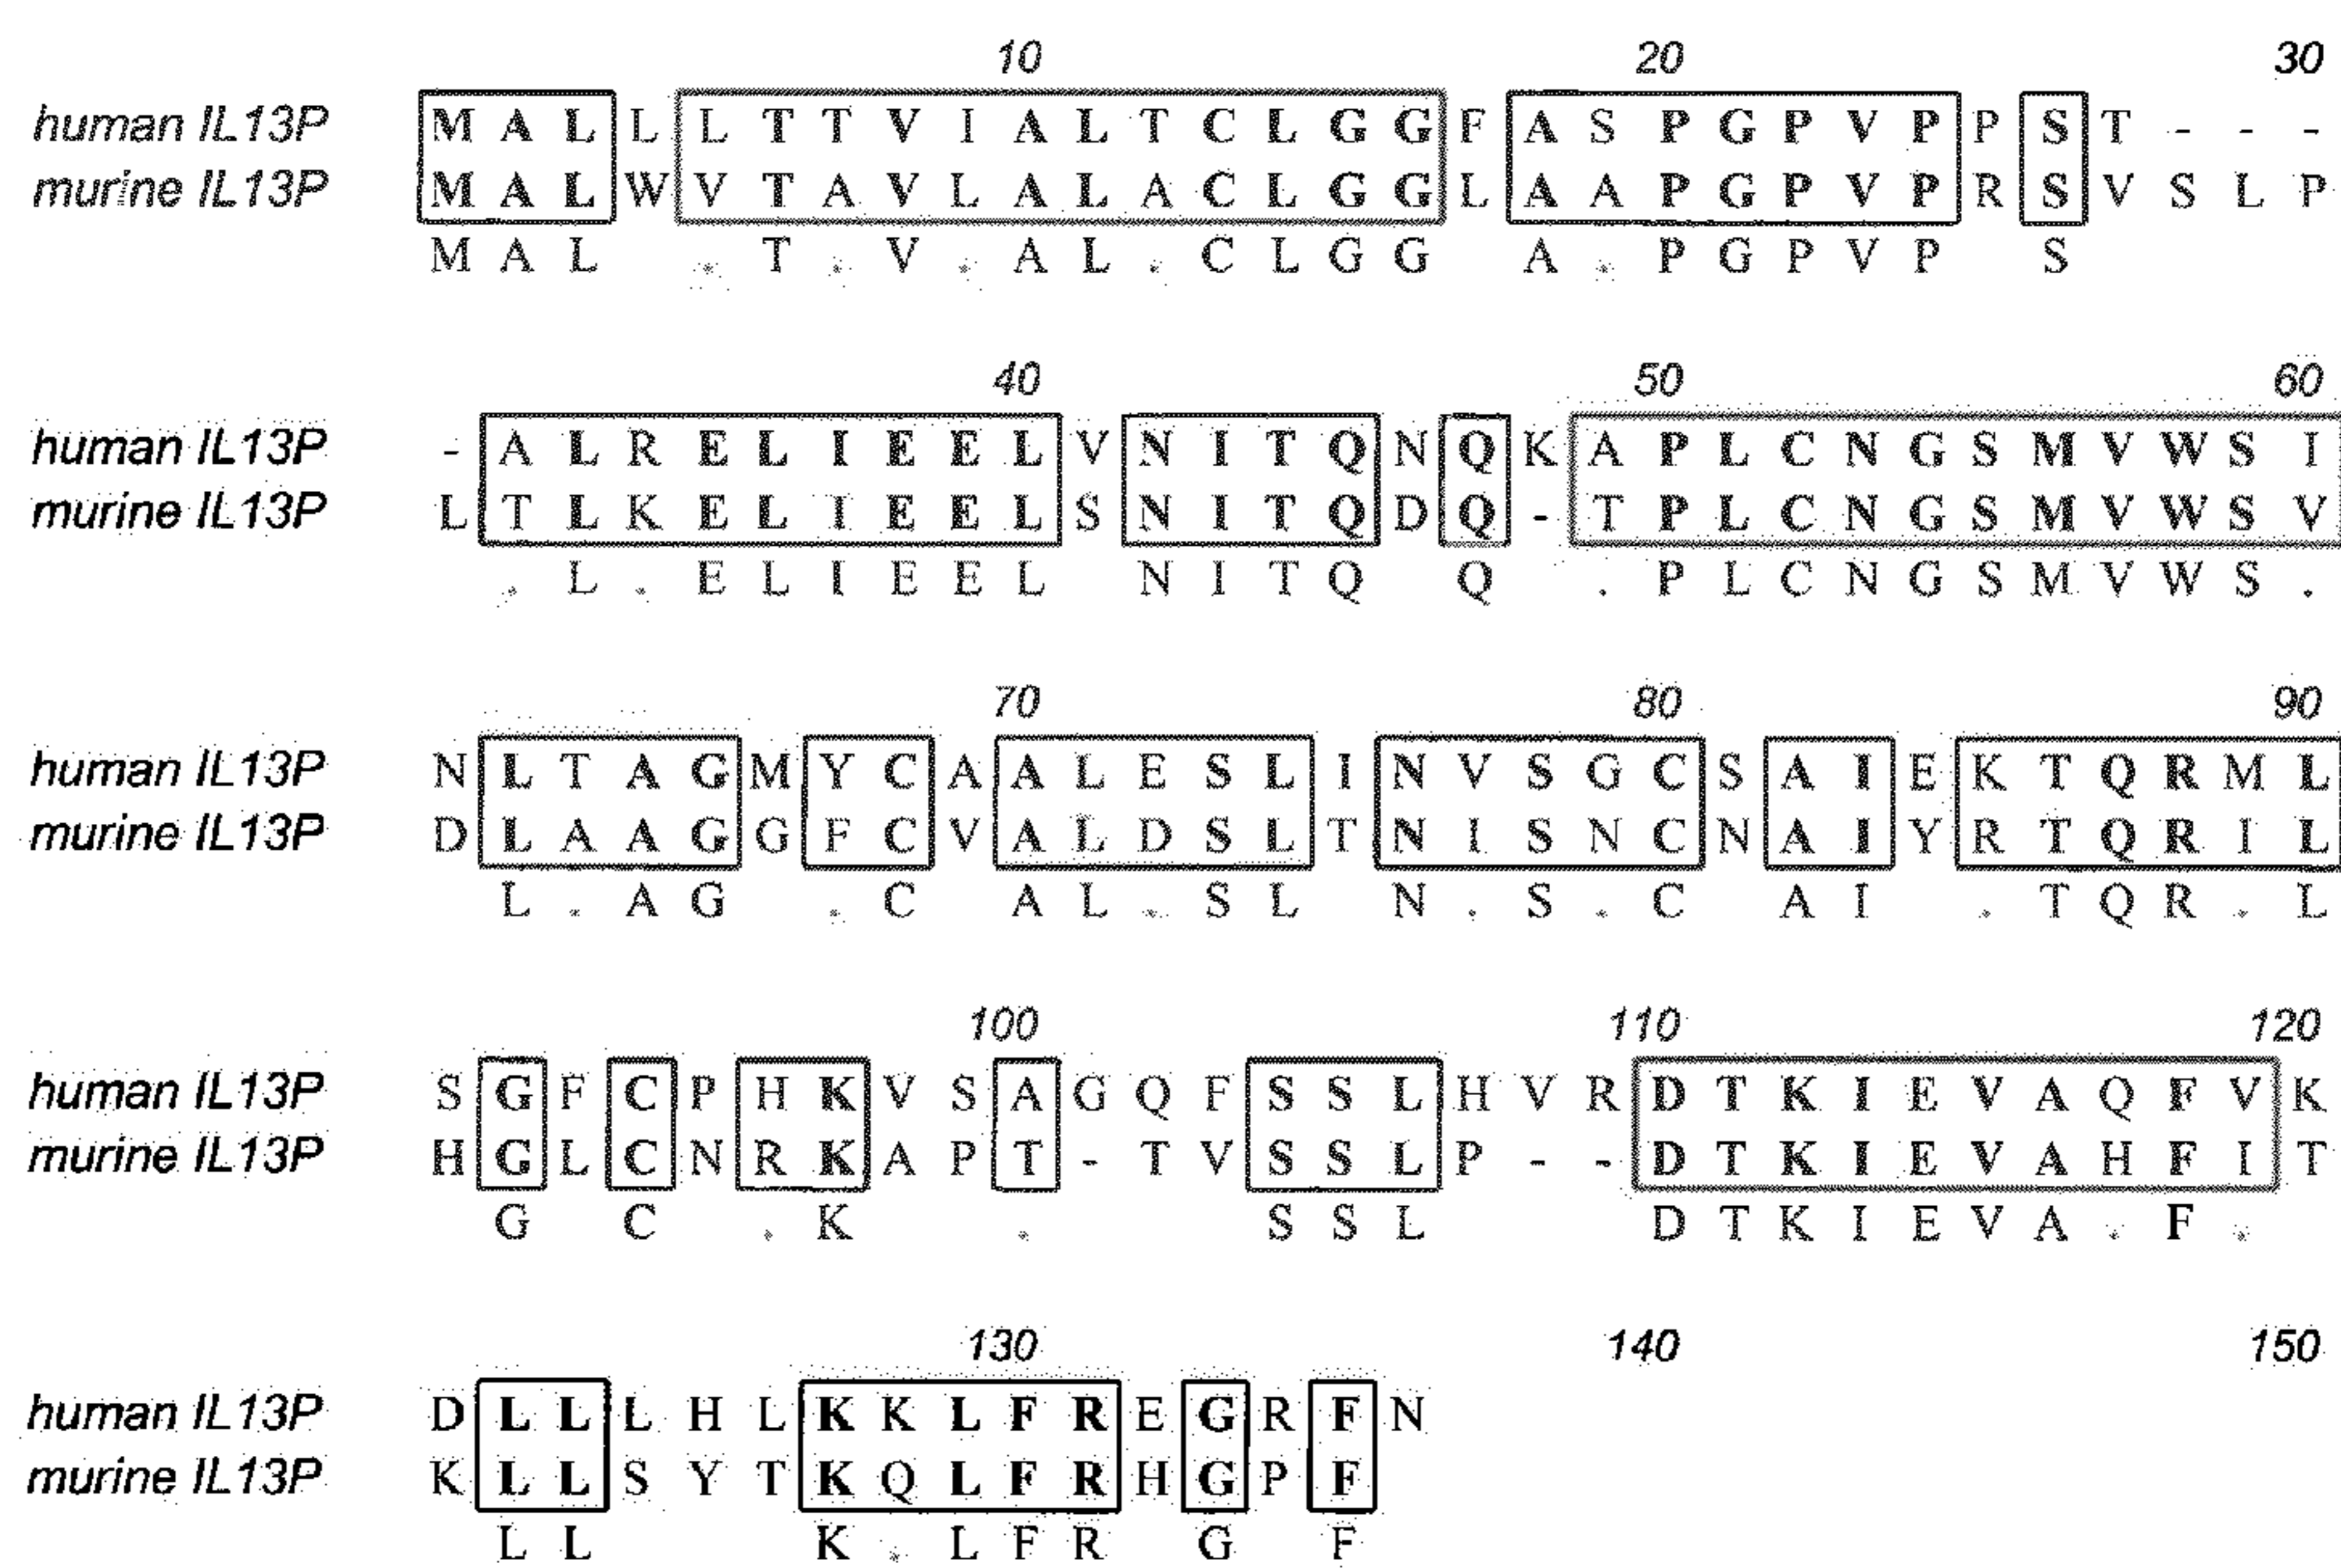 10 20 30
human IL13P M A L L L T T V I A L T C L G G F A S P G P V P P S T - - -
murine IL13P M A L W V T A V L A L A C L G G L A A P G P V P R S V S L P
M A L . T . V . A L . C L G G A . P G P V P S
40 50 60
human IL13P - A L R E L I E E L V N I T Q N Q K A P L C N G S M V W S I
murine IL13P L T L K E L I E E L S N I T Q D Q - T P L C N G S M V W S V
. L . E L I E E L N I T Q Q . P L C N G S M V W S .
70 80 90
human IL13P N L T A G M Y C A A L E S L I N V S G C S A I E K T Q R M L
murine IL13P D L A A G G F C V A L D S L T N I S N C N A I Y R T Q R I L
L . A G . C A L . S L N . S . C A I . T Q R . L
100 110 120
human IL13P S G F C P H K V S A G Q F S S L H V R D T K I E V A Q F V K
murine IL13P H G L C N R K A P T - T V S S L P - - D T K I E V A H F I T
G C . K . S S L D T K I E V A . F .
130 140 150
human IL13P D L L L H L K K L F R E G R F N
murine IL13P K L L S Y T K Q L F R H G P F
L L K . L F R G F